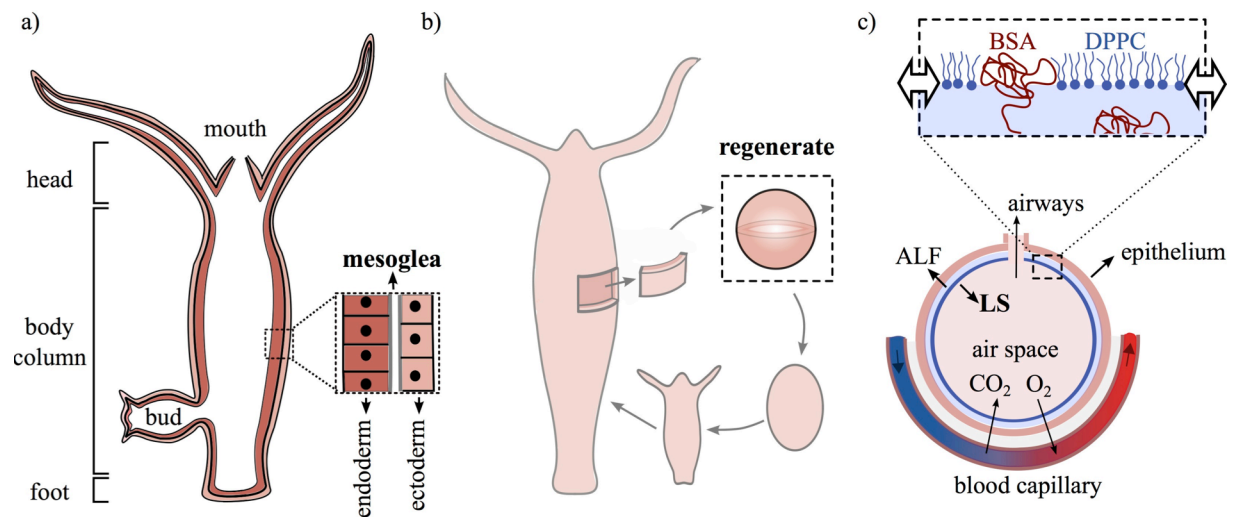 a)
mouth
head
body
column
bud
foot
mesoglea
endoderm
ectoderm
b)
regenerate
c)
BSA
DPPC
airways
ALF
epithelium
LS
air space
CO₂ O₂
blood capillary